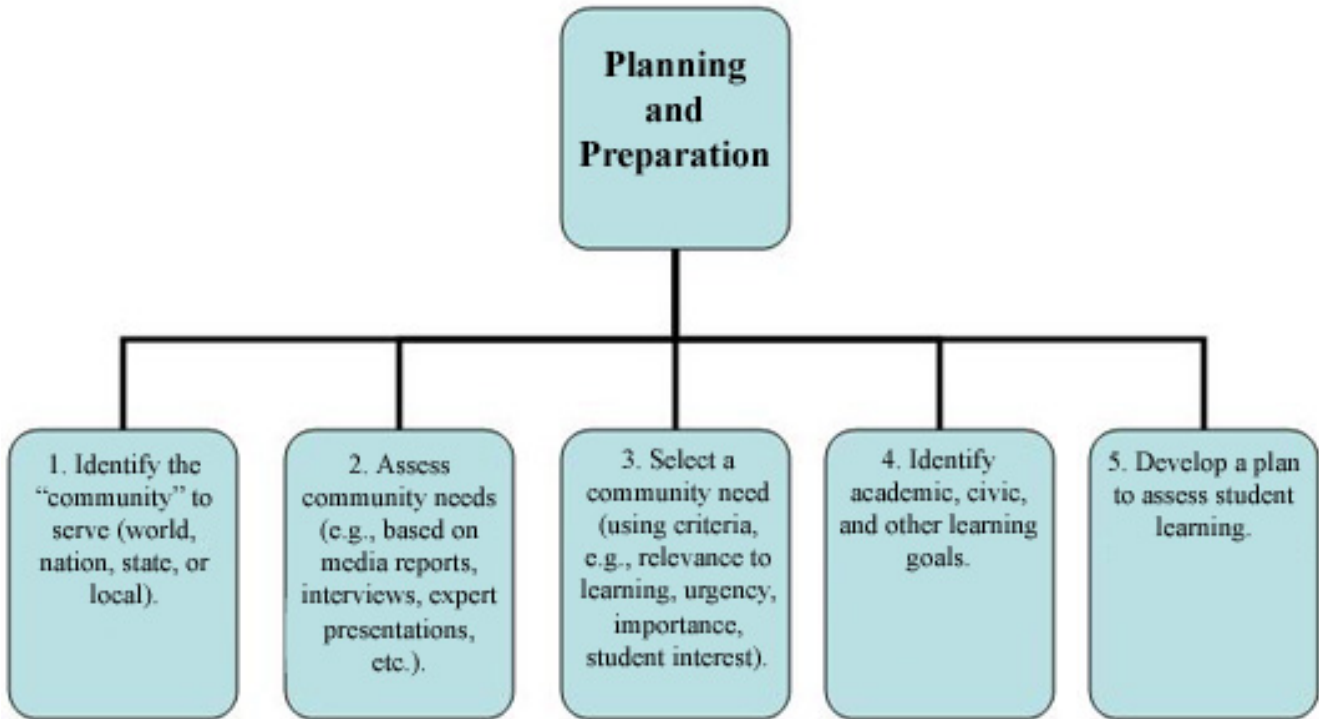 Planning
and
Preparation
1. Identify the
“community” to
serve (world,
nation, state, or
local).
2. Assess
community needs
(e.g., based on
media reports,
interviews, expert
presentations,
etc.).
3. Select a
community need
(using criteria,
e.g., relevance to
learning, urgency,
importance,
student interest).
4. Identify
academic, civic,
and other learning
goals.
5. Develop a plan
to assess student
learning.